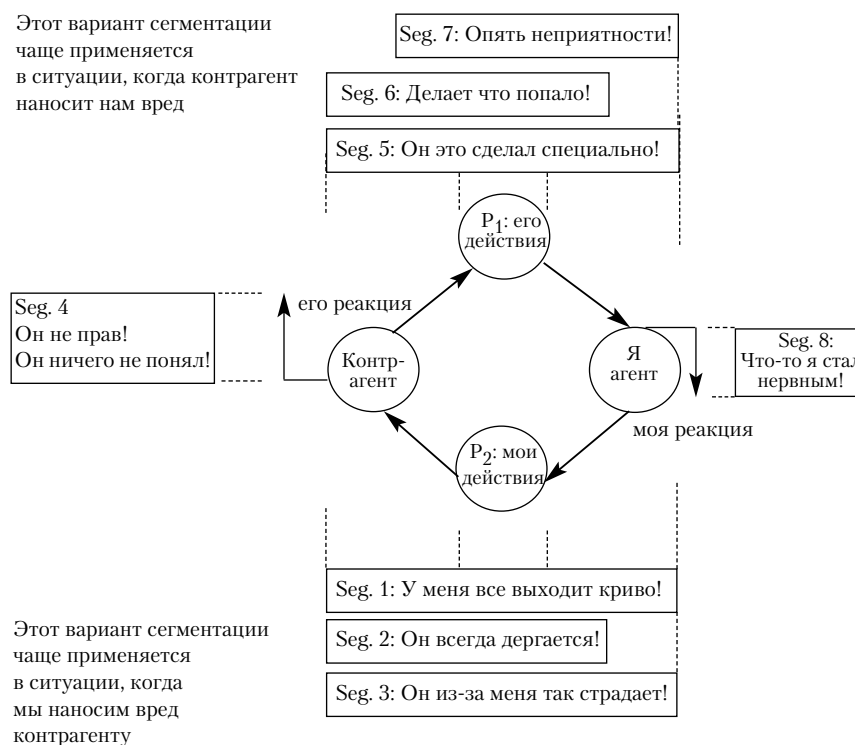 Этот вариант сегментации
чаще применяется
в ситуации, когда контрагент
наносит нам вред
Seg. 7: Опять неприятности!
Seg. 6: Делает что попало!
Seg. 5: Он это сделал специально!
P1: его
действия
его реакция
Seg. 4
Он не прав!
Он ничего не понял!
Контр-
агент
Я
агент
Seg. 8:
Что-то я стал
нервным!
моя реакция
P2: мои
действия
Seg. 1: У меня все выходит криво!
Seg. 2: Он всегда дергается!
Seg. 3: Он из-за меня так страдает!
Этот вариант сегментации
чаще применяется
в ситуации, когда
мы наносим вред
контрагенту